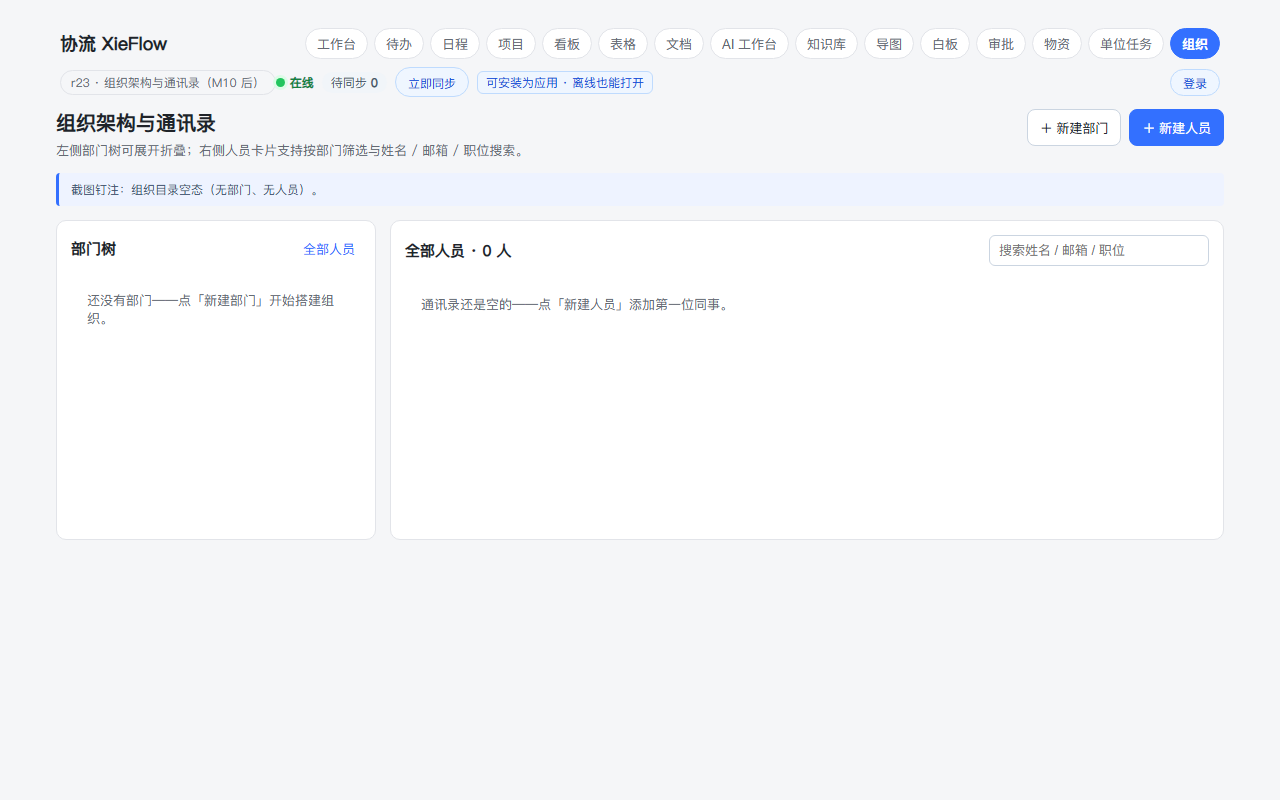 协流 XieFlow
工作台 待办 日程 项目 看板 表格 文档 AI 工作台 知识库 导图 白板 审批 物资 单位任务 组织
r23 · 组织架构与通讯录（M10 后） 在线 待同步 0 立即同步 可安装为应用 · 离线也能打开 登录
组织架构与通讯录
＋ 新建部门 ＋ 新建人员
左侧部门树可展开折叠；右侧人员卡片支持按部门筛选与姓名 / 邮箱 / 职位搜索。
截图钉注：组织目录空态（无部门、无人员）。
部门树 全部人员
还没有部门——点「新建部门」开始搭建组
织。
全部人员 · 0 人 搜索姓名 / 邮箱 / 职位
通讯录还是空的——点「新建人员」添加第一位同事。